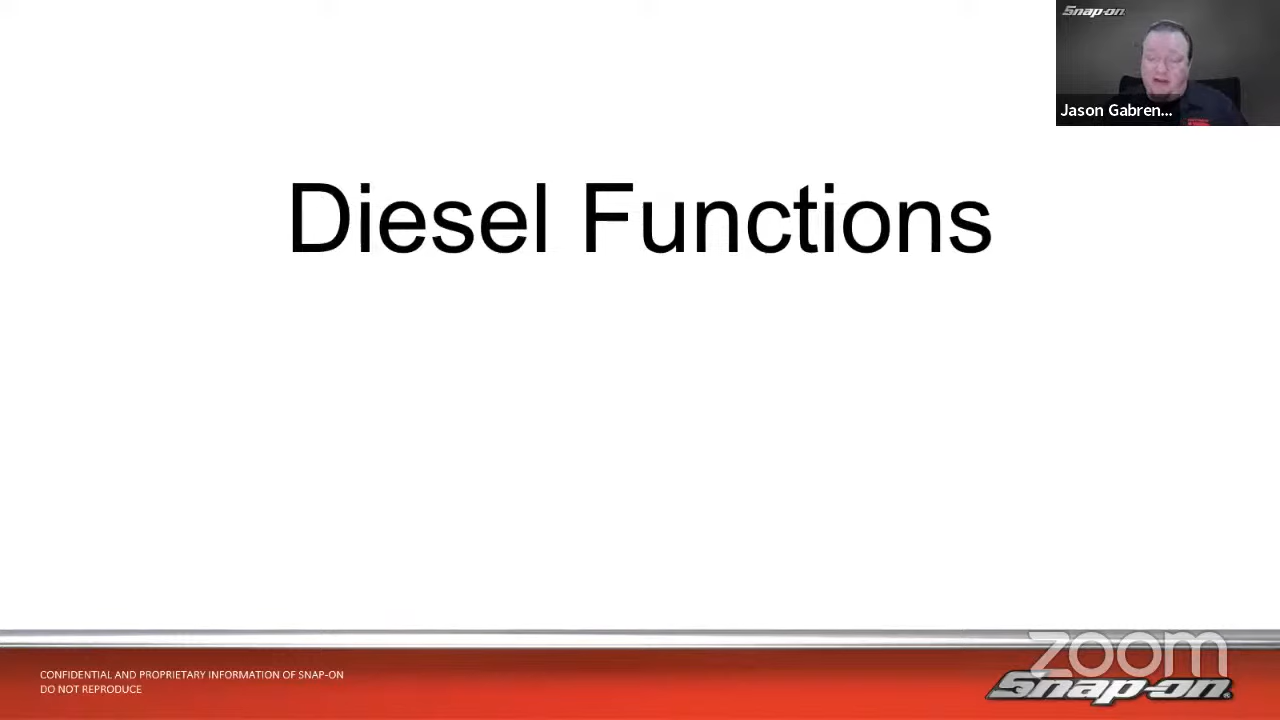 Snap-on
Jason Gabren...
Diesel Functions
CONFIDENTIAL AND PROPRIETARY INFORMATION OF SNAP-ON
DO NOT REPRODUCE
zoom
Snap-on